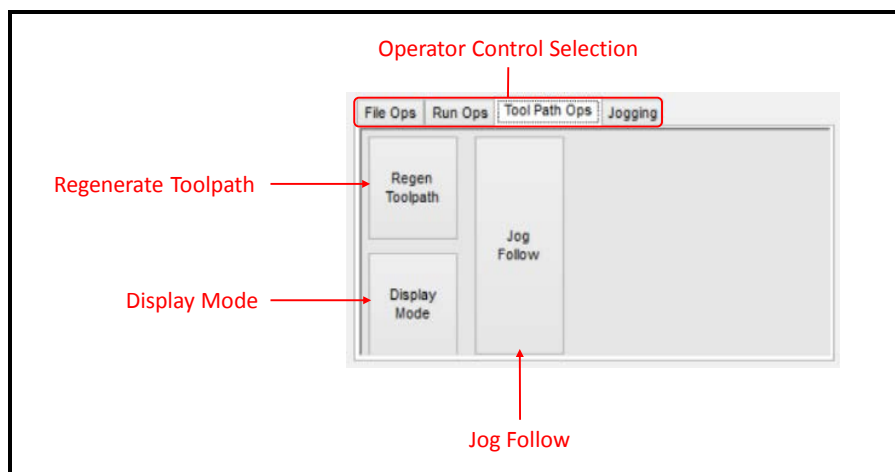 Operator Control Selection
File Ops Run Ops Tool Path Ops Jogging
Regenerate Toolpath
Regen
Toolpath
Jog
Follow
Display Mode
Display
Mode
Jog Follow